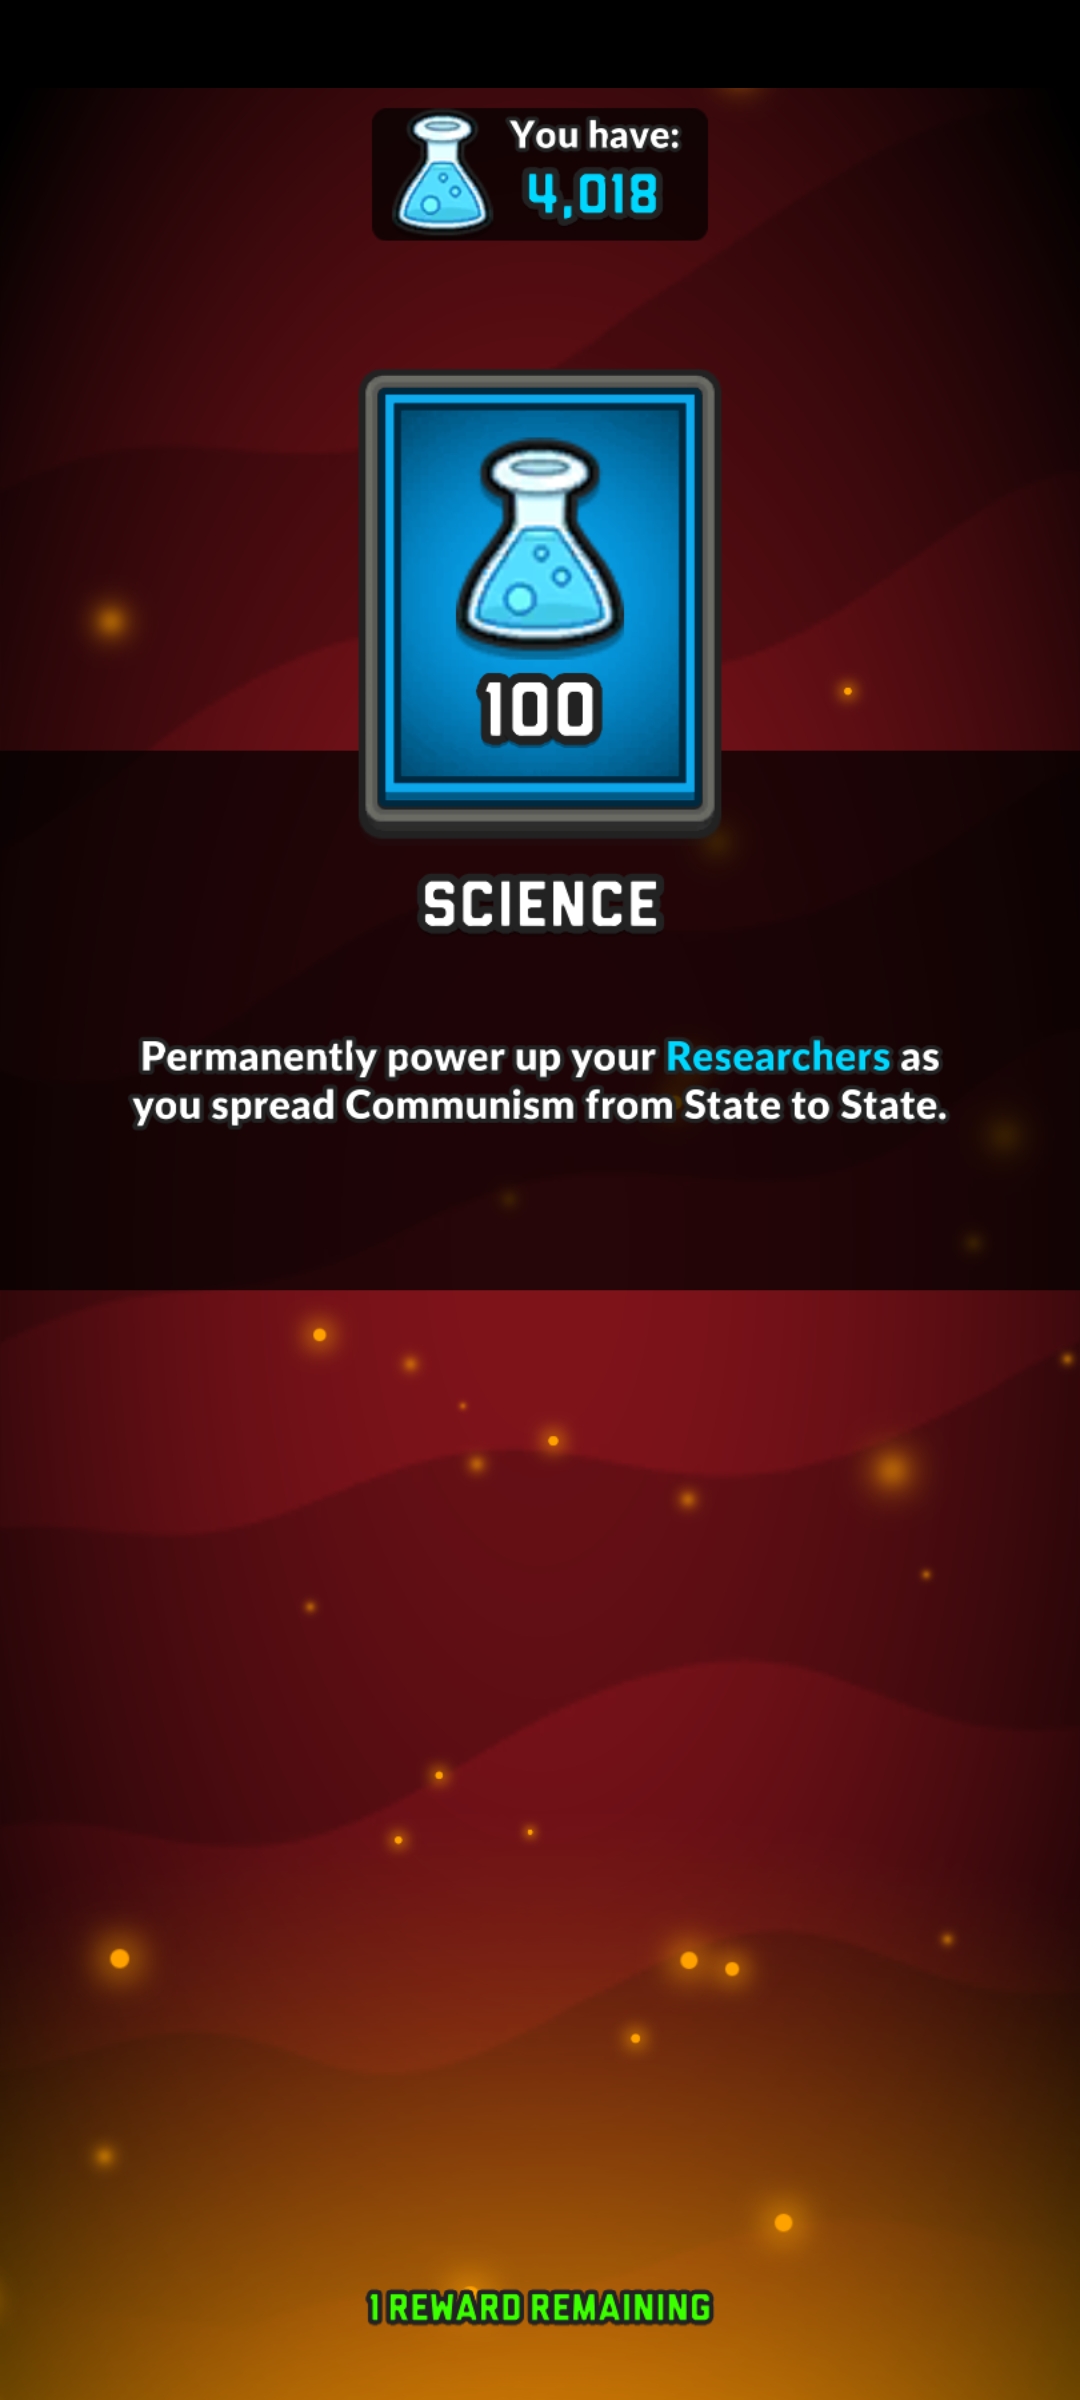 You have:
4,018
100
SCIENCE
Permanently power up your Researchers as
you spread Communism from State to State.
1 REWARD REMAINING